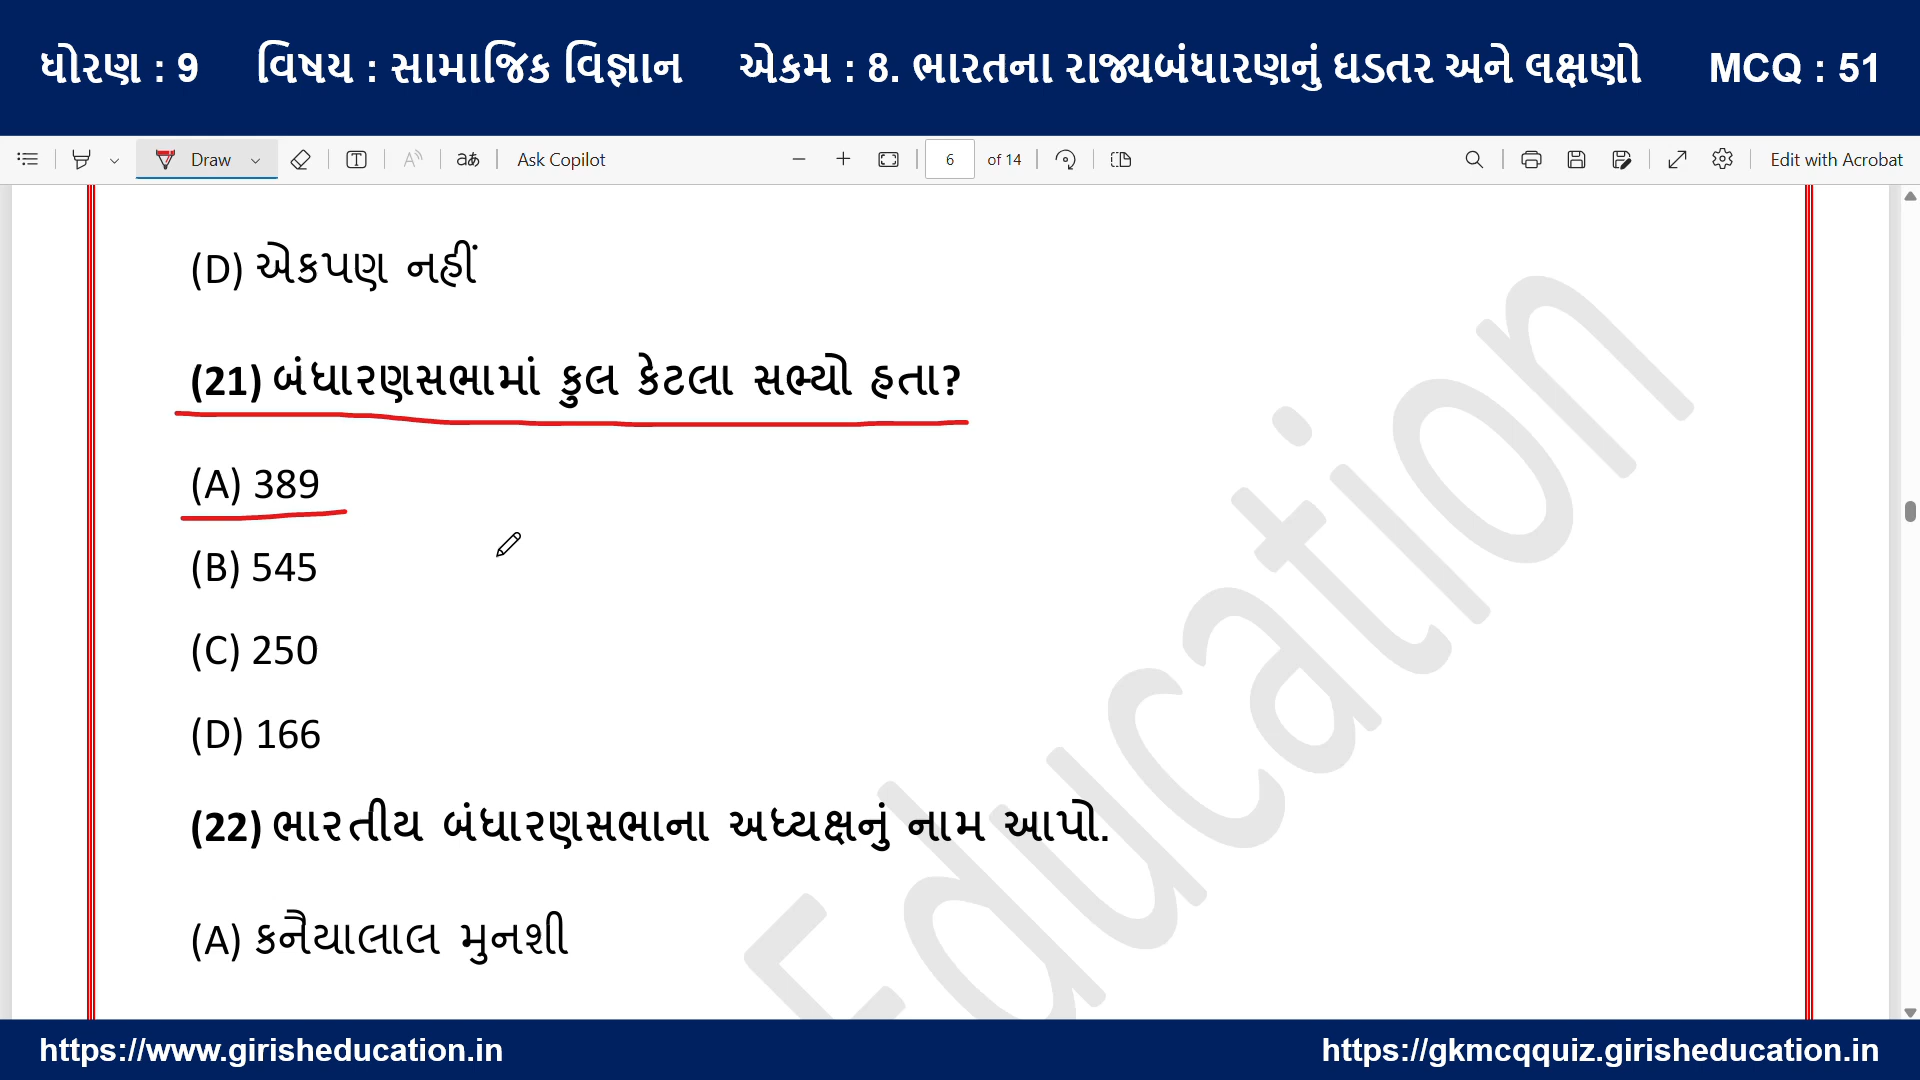 ધોરણ : 9 વિષય : સામાજિક વિજ્ઞાન એકમ : 8. ભારતના રાજ્યબંધારણનું ઘડતર અને લક્ષણો MCQ : 51
Draw aあ Ask Copilot 6 of 14 Edit with Acrobat
(D) એકપણ નહીં
(21) બંધારણસભામાં કુલ કેટલા સભ્યો હતા?
(A) 389
(B) 545
(C) 250
(D) 166
(22) ભારતીય બંધારણસભાના અધ્યક્ષનું નામ આપો.
(A) કનૈયાલાલ મુનશી
Education
https://www.girisheducation.in https://gkmcqquiz.girisheducation.in